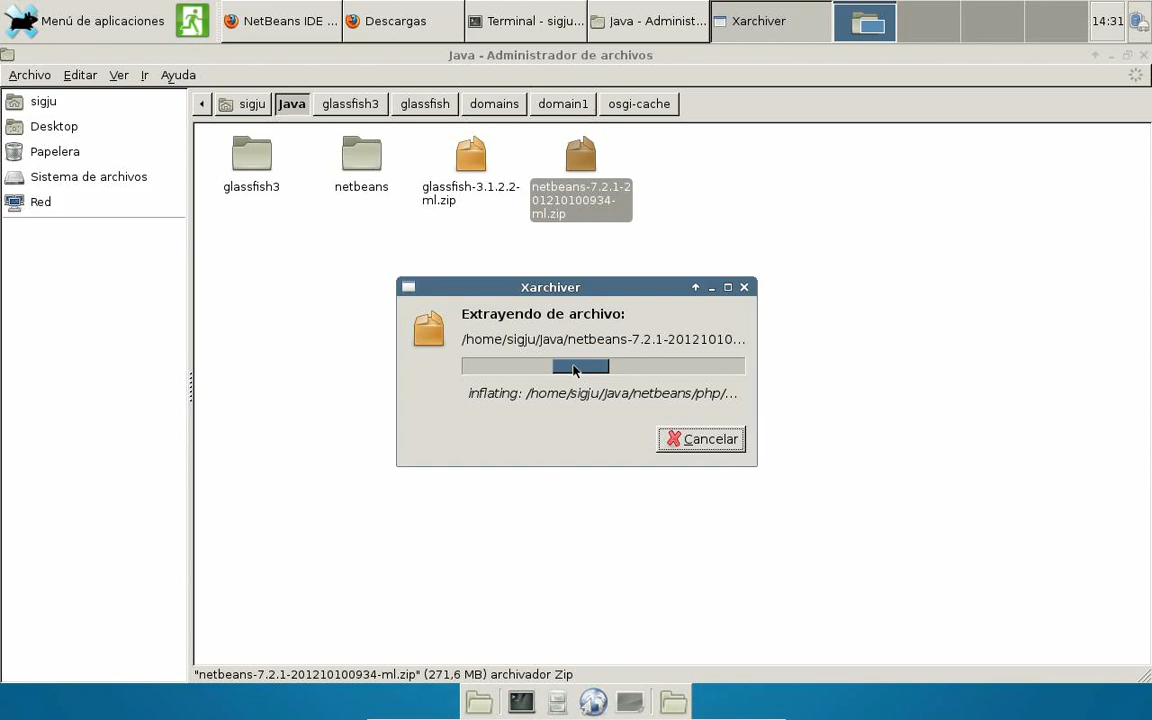 Menú de aplicaciones
NetBeans IDE ...
Descargas
Terminal - sigju...
Java - Administ...
Xarchiver
14:31
Java - Administrador de archivos
Archivo Editar Ver Ir Ayuda
sigju
Desktop
Papelera
Sistema de archivos
Red
sigju Java glassfish3 glassfish domains domain1 osgi-cache
glassfish3
netbeans
glassfish-3.1.2.2-
ml.zip
netbeans-7.2.1-2
01210100934-
ml.zip
Xarchiver
Extrayendo de archivo:
/home/sigju/Java/netbeans-7.2.1-20121010...
inflating: /home/sigju/Java/netbeans/php/...
Cancelar
"netbeans-7.2.1-201210100934-ml.zip" (271,6 MB) archivador Zip